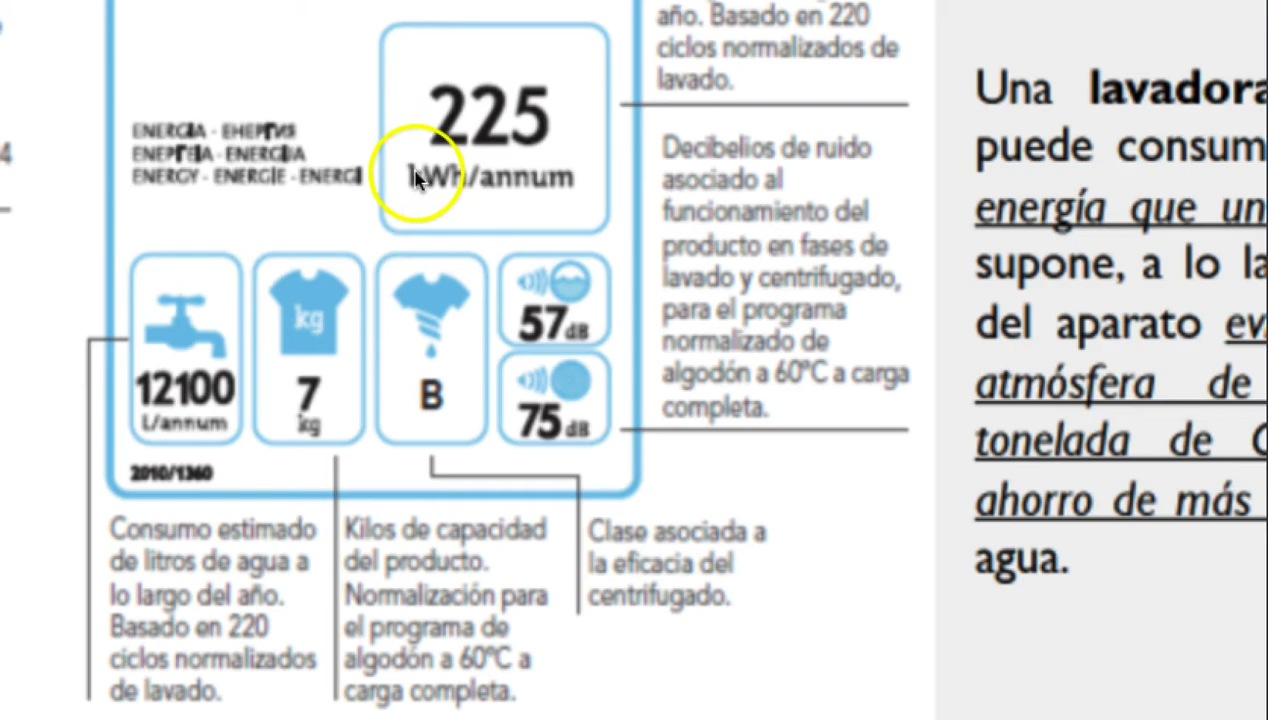 año. Basado en 220
ciclos normalizados de
lavado.
225
kWh/annum
ENERGIA · ЕНЕРГИЯ
ΕΝΕΡΓΕΙΑ · ENERGIJA
ENERGY · ENERGIE · ENERGI
Decibelios de ruido
asociado al
funcionamiento del
producto en fases de
lavado y centrifugado,
para el programa
normalizado de
algodón a 60°C a carga
completa.
kg
57dB
12100
L/annum
7
kg
B
75dB
2010/1360
Consumo estimado
de litros de agua a
lo largo del año.
Basado en 220
ciclos normalizados
de lavado.
Kilos de capacidad
del producto.
Normalización para
el programa de
algodón a 60°C a
carga completa.
Clase asociada a
la eficacia del
centrifugado.
4
Una lavadora
puede consum
energía que un
supone, a lo la
del aparato ev
atmósfera de
tonelada de C
ahorro de más
agua.